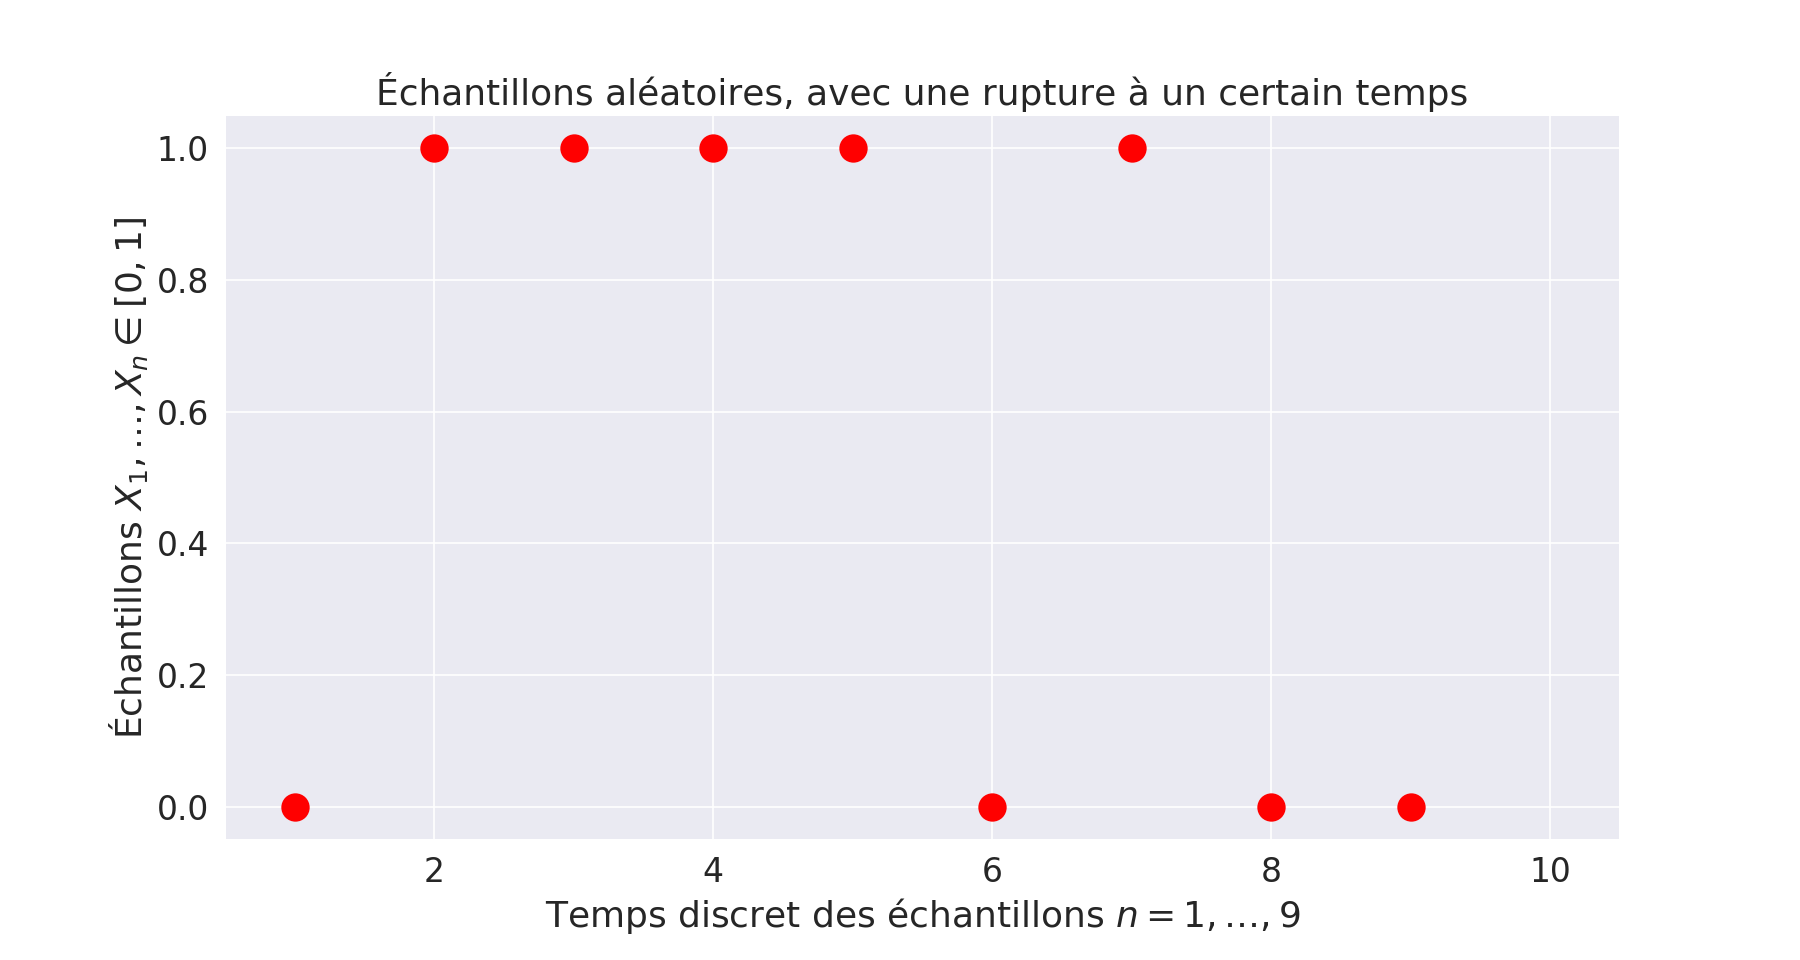 Échantillons aléatoires, avec une rupture à un certain temps
Échantillons X₁, …, Xₙ ∈ [0, 1]
1.0
0.8
0.6
0.4
0.2
0.0
2 4 6 8 10
Temps discret des échantillons n = 1, …, 9